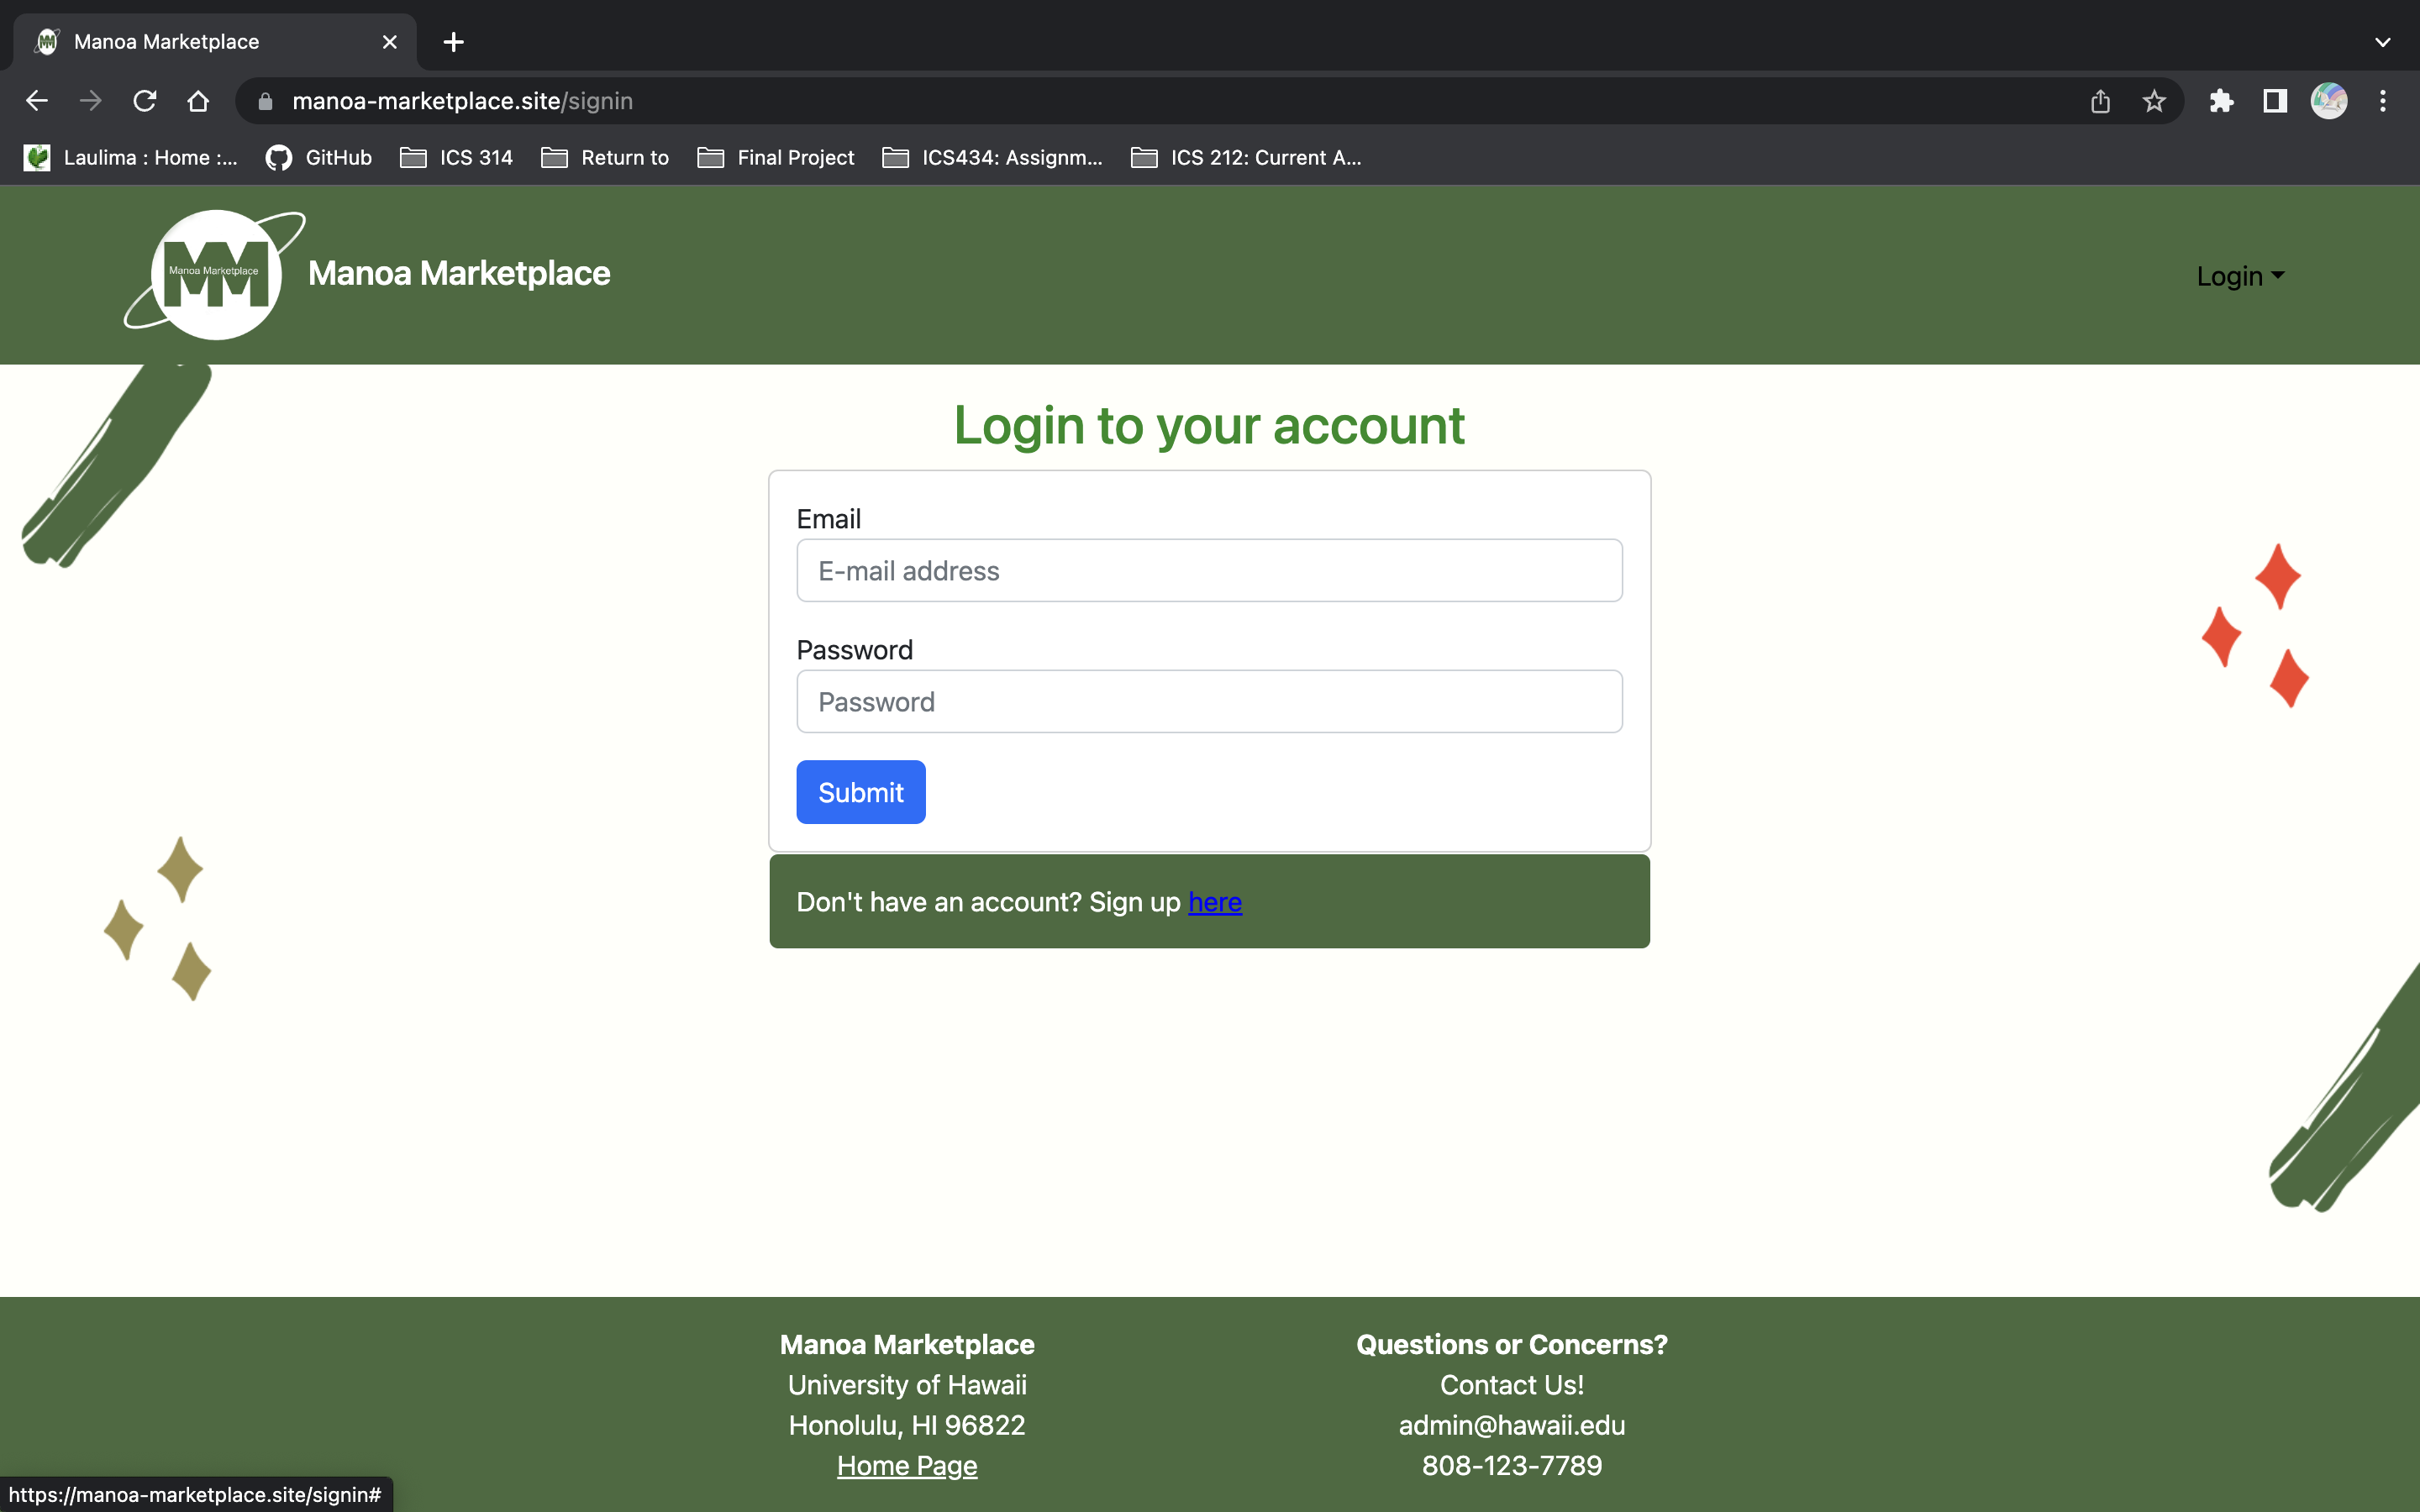 Manoa Marketplace
manoa-marketplace.site/signin
Laulima : Home :...
GitHub
ICS 314
Return to
Final Project
ICS434: Assignm...
ICS 212: Current A...
MM
Manoa Marketplace
MM
Manoa Marketplace
Login
Login to your account
Email
E-mail address
Password
Password
Submit
Don't have an account? Sign up here
Manoa Marketplace
University of Hawaii
Honolulu, HI 96822
Home Page
Questions or Concerns?
Contact Us!
admin@hawaii.edu
808-123-7789
https://manoa-marketplace.site/signin#